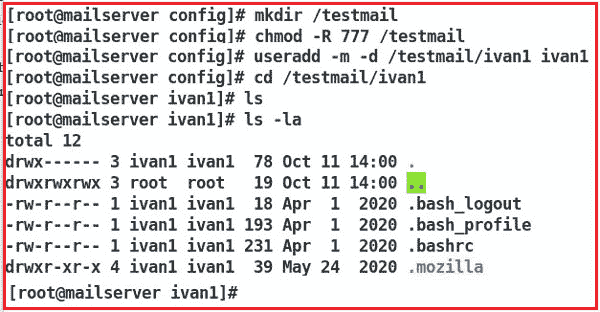 [root@mailserver config]# mkdir /testmail
[root@mailserver config]# chmod -R 777 /testmail
[root@mailserver config]# useradd -m -d /testmail/ivan1 ivan1
[root@mailserver config]# cd /testmail/ivan1
[root@mailserver ivan1]# ls
[root@mailserver ivan1]# ls -la
total 12
drwx------ 3 ivan1 ivan1  78 Oct 11 14:00 .
drwxrwxrwx 3 root  root   19 Oct 11 14:00 ..
-rw-r--r-- 1 ivan1 ivan1  18 Apr  1  2020 .bash_logout
-rw-r--r-- 1 ivan1 ivan1 193 Apr  1  2020 .bash_profile
-rw-r--r-- 1 ivan1 ivan1 231 Apr  1  2020 .bashrc
drwxr-xr-x 4 ivan1 ivan1  39 May 24  2020 .mozilla
[root@mailserver ivan1]#